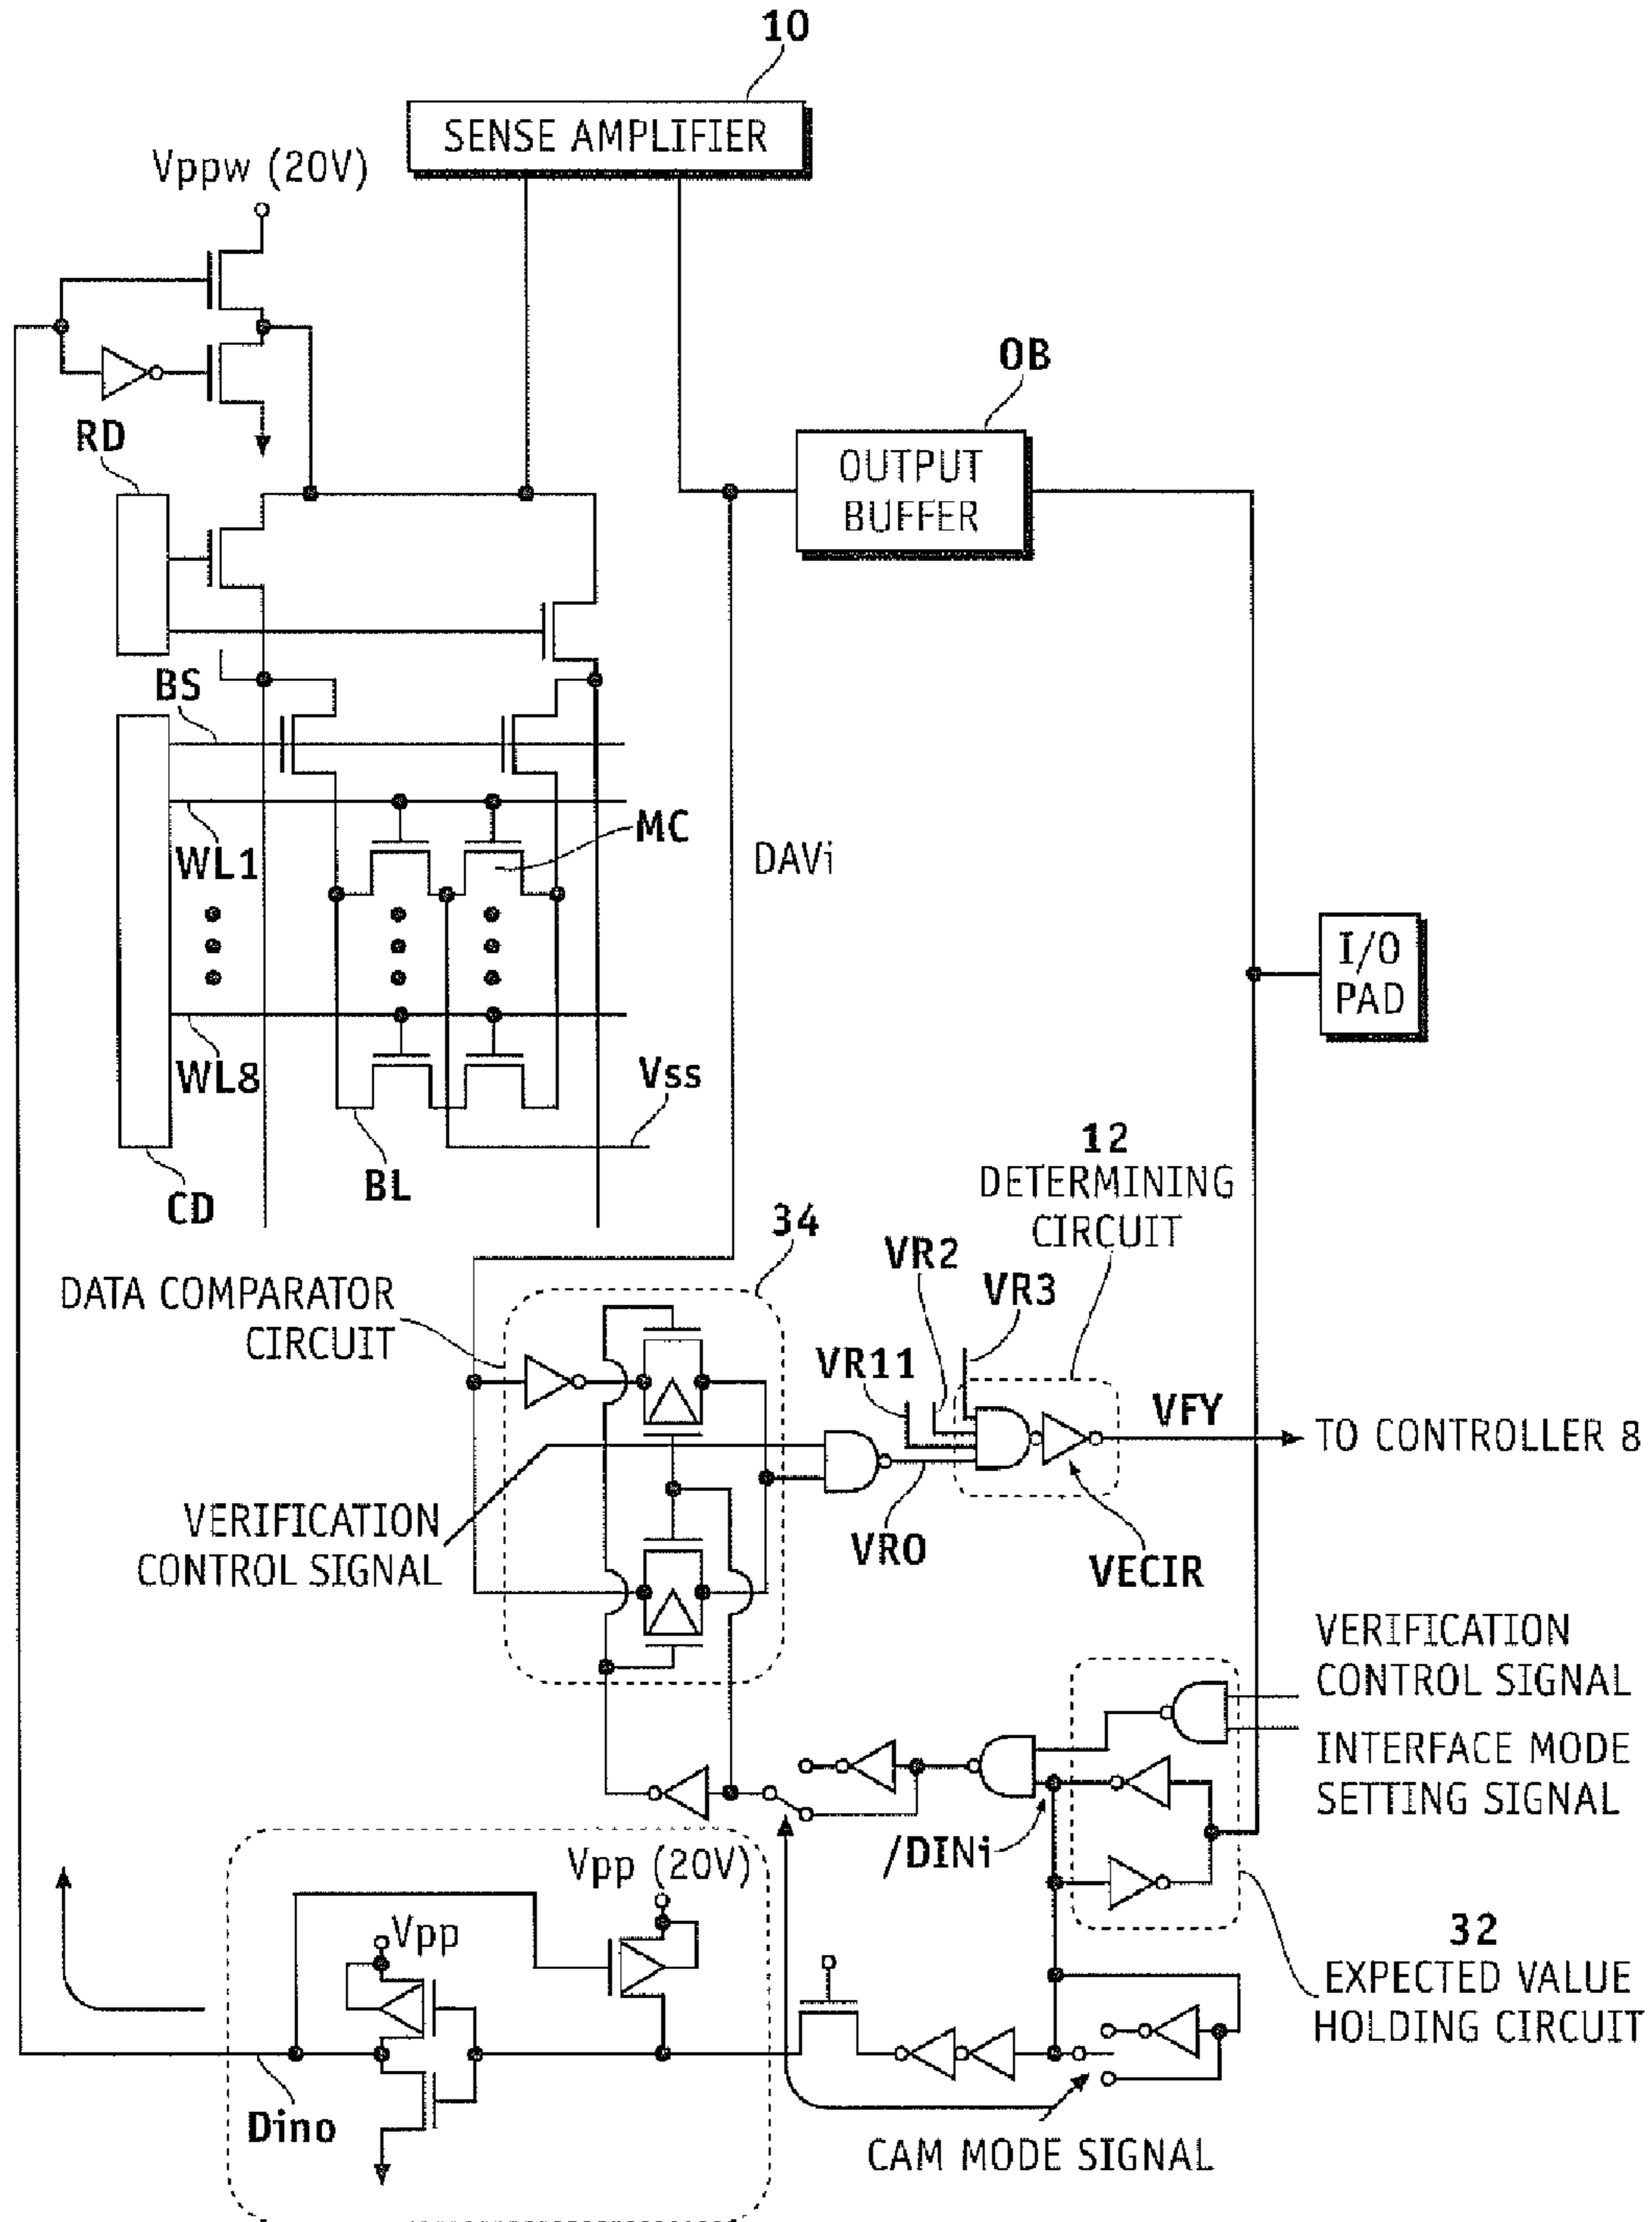 10
SENSE AMPLIFIER
Vppw (20V)
OB
OUTPUT
BUFFER
RD
BS
MC
WL1
DAVi
I/O
PAD
WL8
Vss
BL
CD
12
DETERMINING
CIRCUIT
34
VR2
VR3
DATA COMPARATOR
CIRCUIT
VR11
VFY
TO CONTROLLER 8
VERIFICATION
CONTROL SIGNAL
VRO
VECIR
VERIFICATION
CONTROL SIGNAL
INTERFACE MODE
SETTING SIGNAL
/DINi
Vpp (20V)
Vpp
32
EXPECTED VALUE
HOLDING CIRCUIT
Dino
CAM MODE SIGNAL